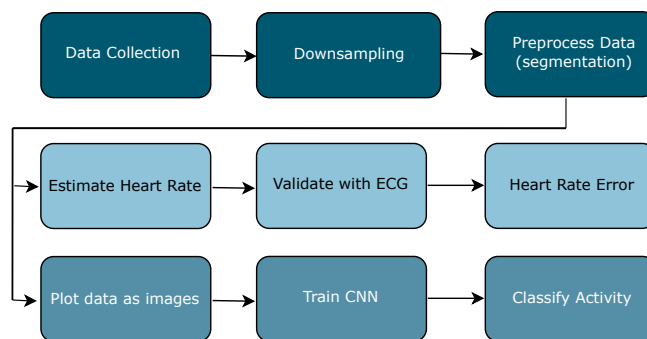 Data Collection
Downsampling
Preprocess Data
(segmentation)
Estimate Heart Rate
Validate with ECG
Heart Rate Error
Plot data as images
Train CNN
Classify Activity